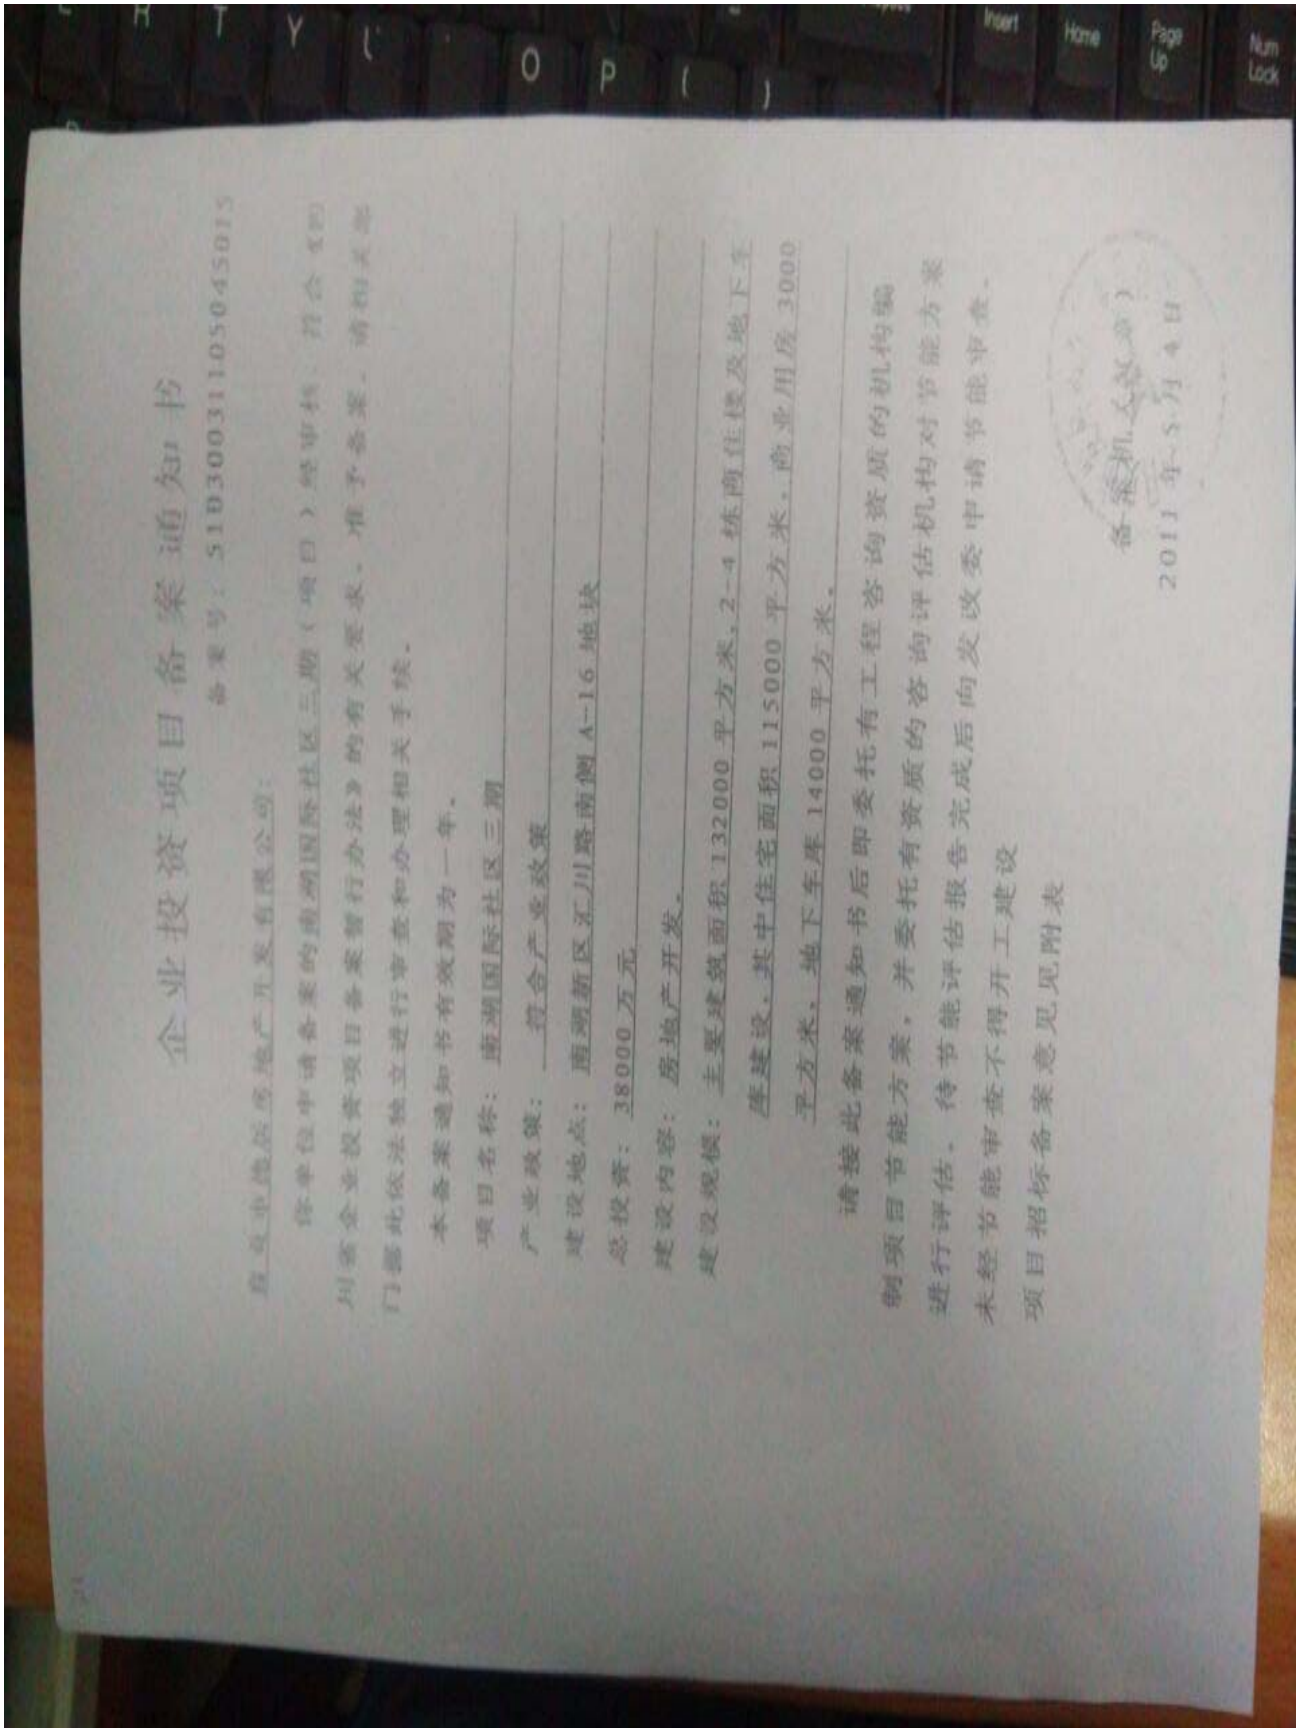 企业投资项目备案通知书
备案号：51D30031105045015
居房地产开发有限公司：
你单位申请备案的南湖国际社区三期（项目）经审核，符合《四
川省企业投资项目备案暂行办法》的有关要求，准予备案，请相关部
门据此依法独立进行审查和办理相关手续。
本备案通知书有效期为一年。
项目名称：南湖国际社区三期
产业政策：符合产业政策
建设地点：南湖新区汇川路南侧A-16地块
总投资：38000万元
建设内容：房地产开发。
建设规模：主要建筑面积132000平方米，2-4栋商住楼及地下车
库建设，其中住宅面积115000平方米，商业用房3000
平方米，地下车库14000平方米。
请接此备案通知书后即委托有工程咨询资质的机构编
制项目节能方案，并委托有资质的咨询评估机构对节能方案
进行评估，待节能评估报告完成后向发改委申请节能审查，
未经节能审查不得开工建设
项目招标备案意见见附表
备案机关（章）
2011年5月4日
H
T
Y
O
P
Insert
Home
Page Up
Num Lock